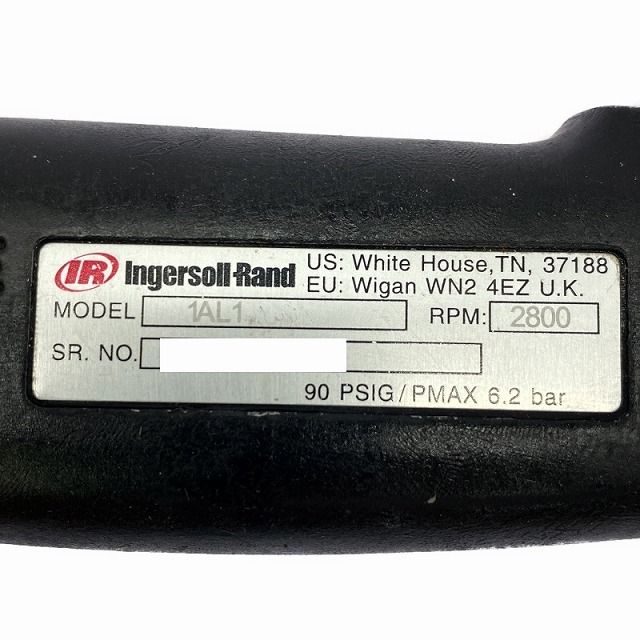 IR Ingersoll-Rand
US: White House, TN, 37188
EU: Wigan WN2 4EZ U.K.
MODEL 1AL1
RPM: 2800
SR. NO.
90 PSIG/PMAX 6.2 bar